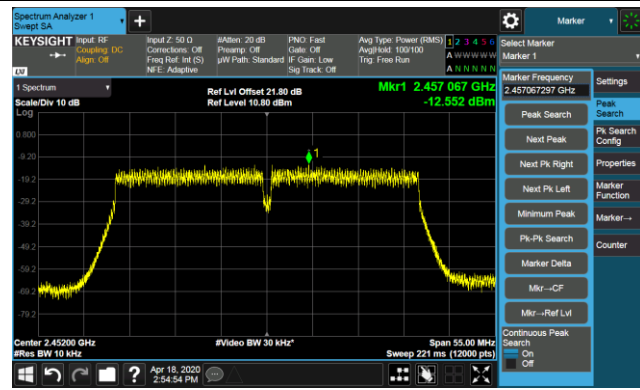 Spectrum Analyzer 1
Swept SA
Marker
KEYSIGHT
Input: RF
Coupling: DC
Align: Off
Input Z: 50 Ω
Corrections: Off
Freq Ref: Int (S)
NFE: Adaptive
#Atten: 20 dB
Preamp: Off
µW Path: Standard
PNO: Fast
Gate: Off
IF Gain: Low
Sig Track: Off
Avg Type: Power (RMS)
Avg|Hold: 100/100
Trig: Free Run
1 2 3 4 5 6
A W W W W W
A N N N N N
Select Marker
Marker 1
LXI
1 Spectrum
Scale/Div 10 dB
Log
Ref Lvl Offset 21.80 dB
Ref Level 10.80 dBm
Mkr1 2.457 067 GHz
-12.552 dBm
0.800
-9.20
-19.2
-29.2
-39.2
-49.2
-59.2
-69.2
-79.2
1
Center 2.45200 GHz
#Res BW 10 kHz
#Video BW 30 kHz*
Span 55.00 MHz
Sweep 221 ms (12000 pts)
Marker Frequency
2.457067297 GHz
Peak Search
Next Peak
Next Pk Right
Next Pk Left
Minimum Peak
Pk-Pk Search
Marker Delta
Mkr→CF
Mkr→Ref Lvl
Continuous Peak
Search
On
Off
Settings
Peak
Search
Pk Search
Config
Properties
Marker
Function
Marker→
Counter
?
Apr 18, 2020
2:54:54 PM